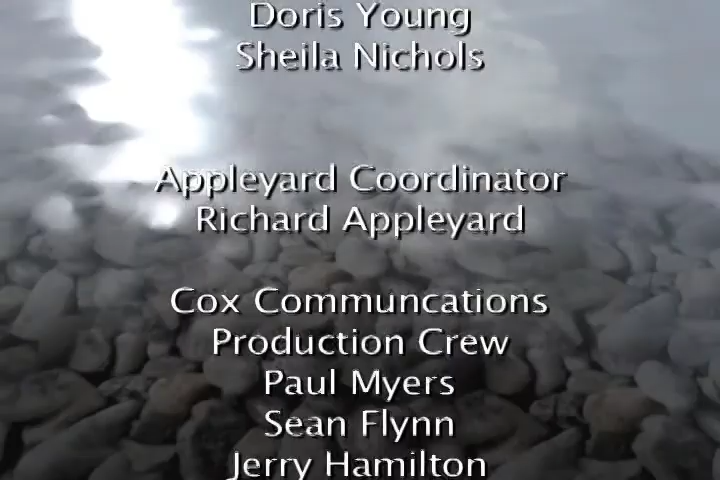 Doris Young
Sheila Nichols
Appleyard Coordinator
Richard Appleyard
Cox Communcations
Production Crew
Paul Myers
Sean Flynn
Jerry Hamilton